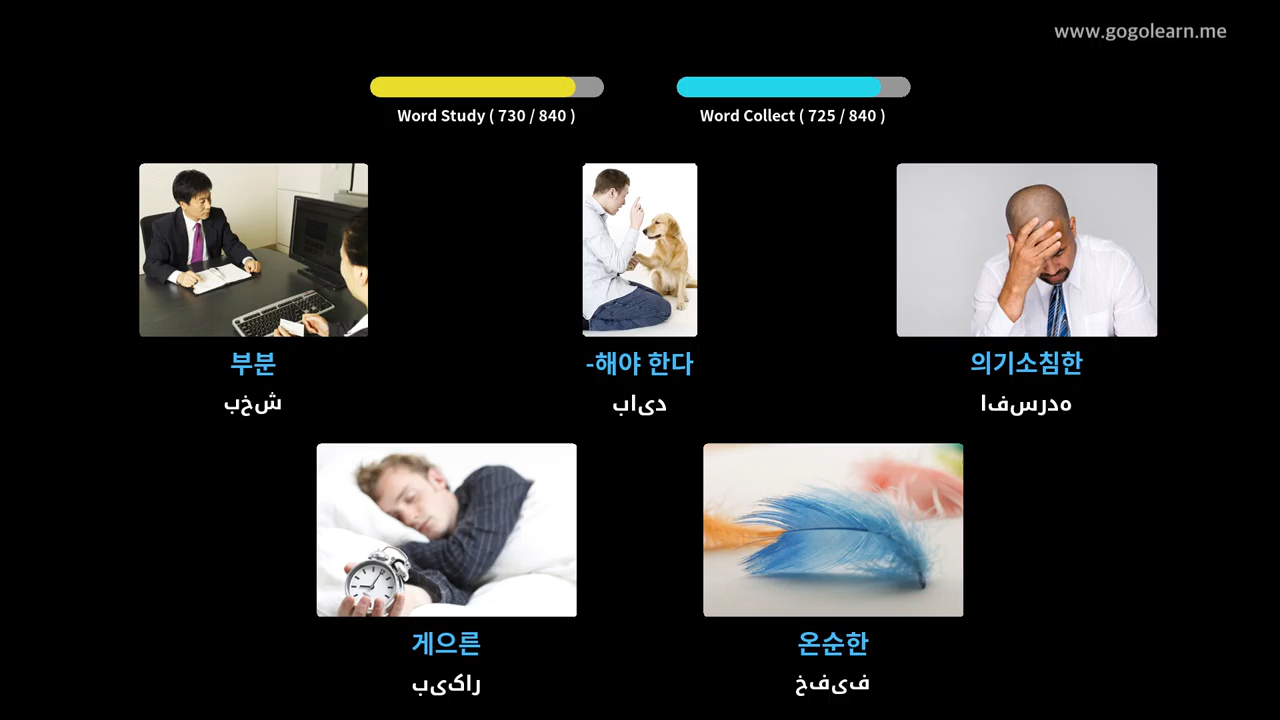 www.gogolearn.me
Word Study ( 730 / 840 )
Word Collect ( 725 / 840 )
부분
شخب
-해야 한다
دیاب
의기소침한
هدرسفا
게으른
راکیب
온순한
فیفخ